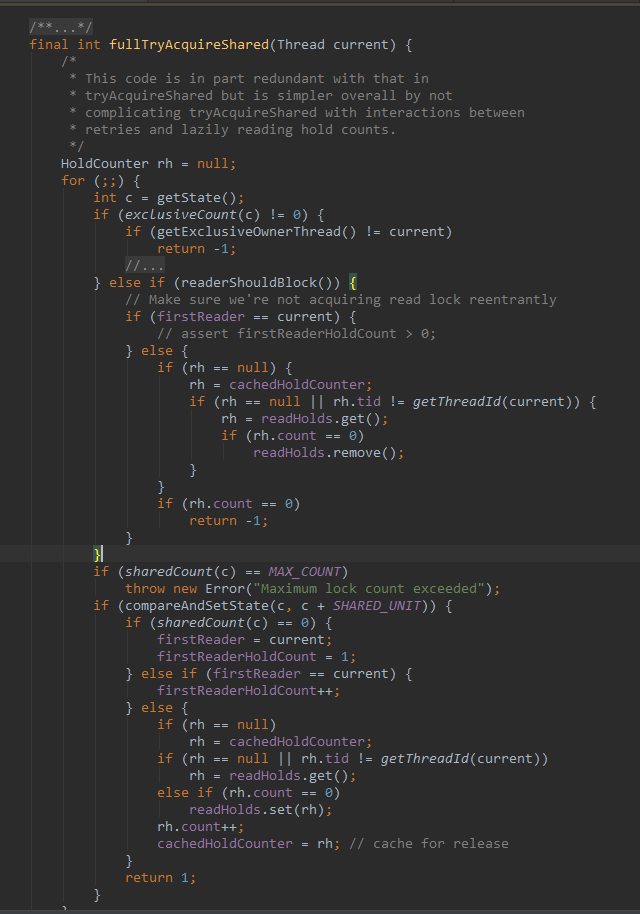 /**...*/
final int fullTryAcquireShared(Thread current) {
    /*
     * This code is in part redundant with that in
     * tryAcquireShared but is simpler overall by not
     * complicating tryAcquireShared with interactions between
     * retries and lazily reading hold counts.
     */
    HoldCounter rh = null;
    for (;;) {
        int c = getState();
        if (exclusiveCount(c) != 0) {
            if (getExclusiveOwnerThread() != current)
                return -1;
            //...
        } else if (readerShouldBlock()) {
            // Make sure we're not acquiring read lock reentrantly
            if (firstReader == current) {
                // assert firstReaderHoldCount > 0;
            } else {
                if (rh == null) {
                    rh = cachedHoldCounter;
                    if (rh == null || rh.tid != getThreadId(current)) {
                        rh = readHolds.get();
                        if (rh.count == 0)
                            readHolds.remove();
                    }
                }
                if (rh.count == 0)
                    return -1;
            }
        }
        if (sharedCount(c) == MAX_COUNT)
            throw new Error("Maximum lock count exceeded");
        if (compareAndSetState(c, c + SHARED_UNIT)) {
            if (sharedCount(c) == 0) {
                firstReader = current;
                firstReaderHoldCount = 1;
            } else if (firstReader == current) {
                firstReaderHoldCount++;
            } else {
                if (rh == null)
                    rh = cachedHoldCounter;
                if (rh == null || rh.tid != getThreadId(current))
                    rh = readHolds.get();
                else if (rh.count == 0)
                    readHolds.set(rh);
                rh.count++;
                cachedHoldCounter = rh; // cache for release
            }
            return 1;
        }
    }